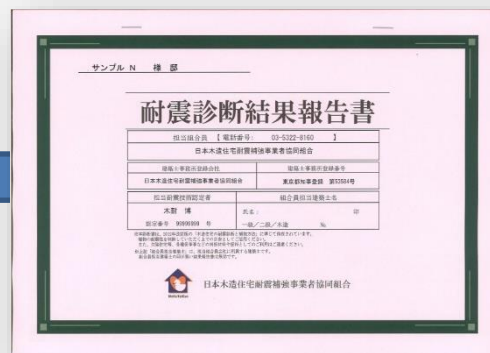 サンプルN 様 邸
耐震診断結果報告書
担当組合員 【 電話番号: 03-5322-8160 】
日本木造住宅耐震補強事業者協同組合
建築士事務所登録会社 建築士事務所登録番号
日本木造住宅耐震補強事業者協同組合 東京都知事登録 第53504号
担当耐震技術認定者 組合員担当建築士名
木耐 博 氏名: 印
認定番号 99999999 号 一級/二級/木造 №
日本木造住宅耐震補強事業者協同組合